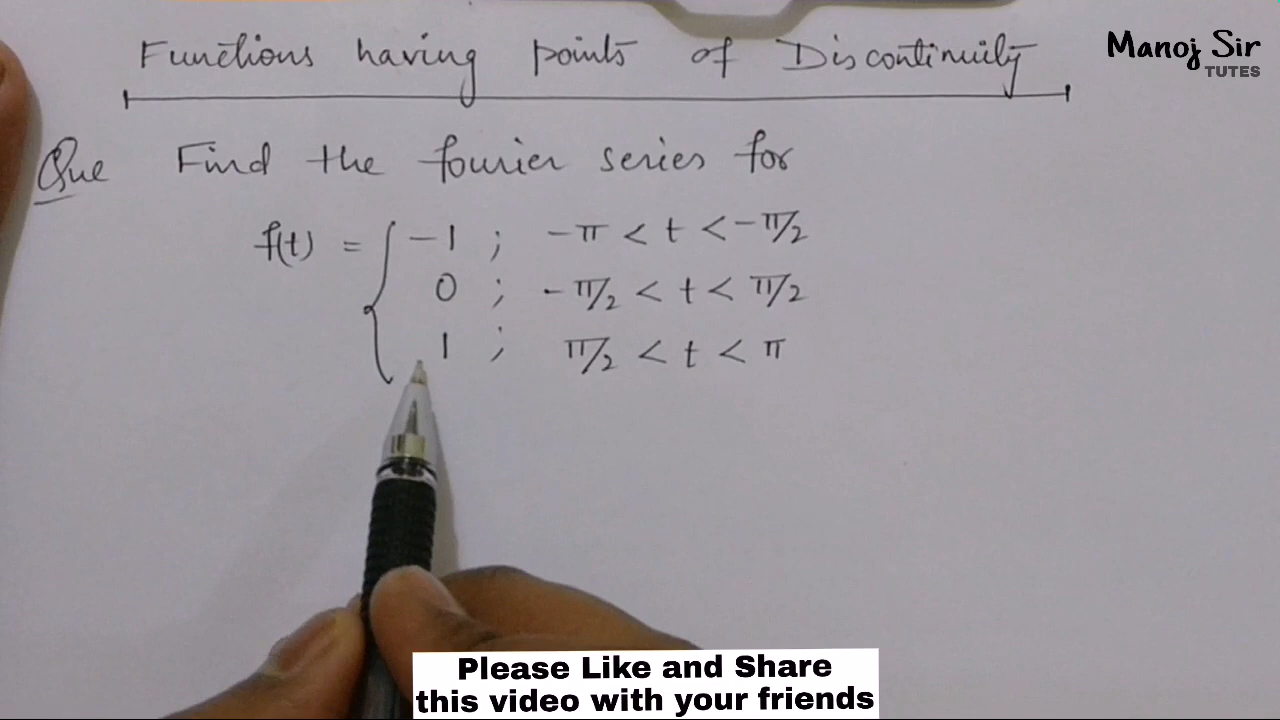 Functions having points of Discontinuity
Manoj Sir
TUTES
Que Find the fourier series for
f(t) = { -1 ; -π < t < -π/2
0 ; -π/2 < t < π/2
1 ; π/2 < t < π
Please Like and Share
this video with your friends